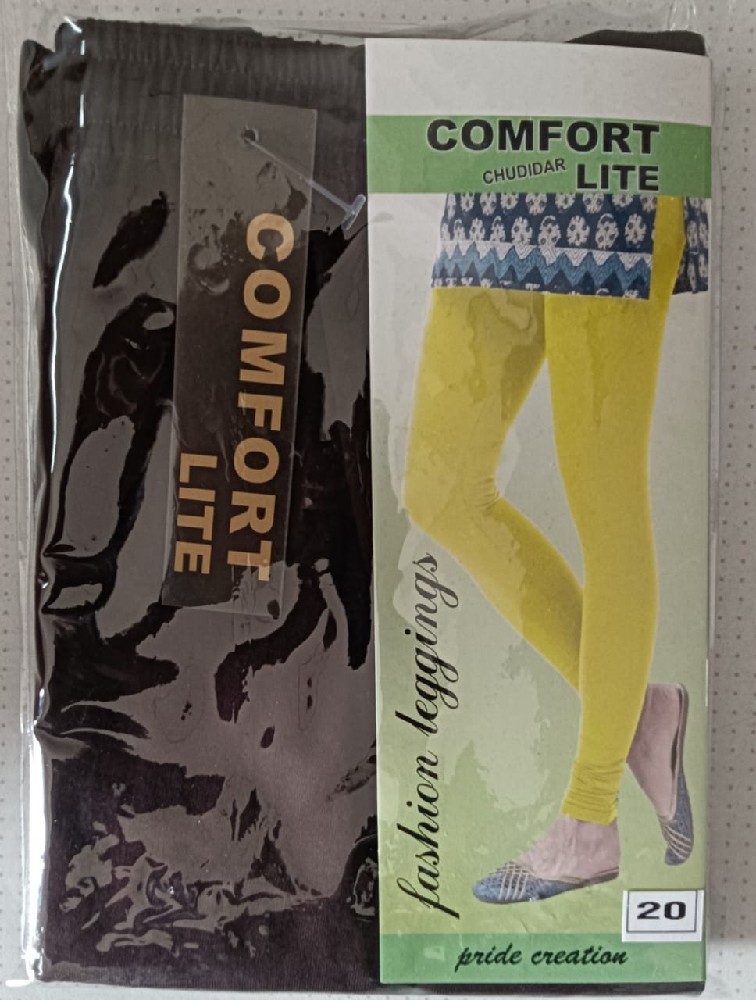 COMFORT
CHUDIDAR LITE
COMFORT
LITE
fashion leggings
20
pride creation